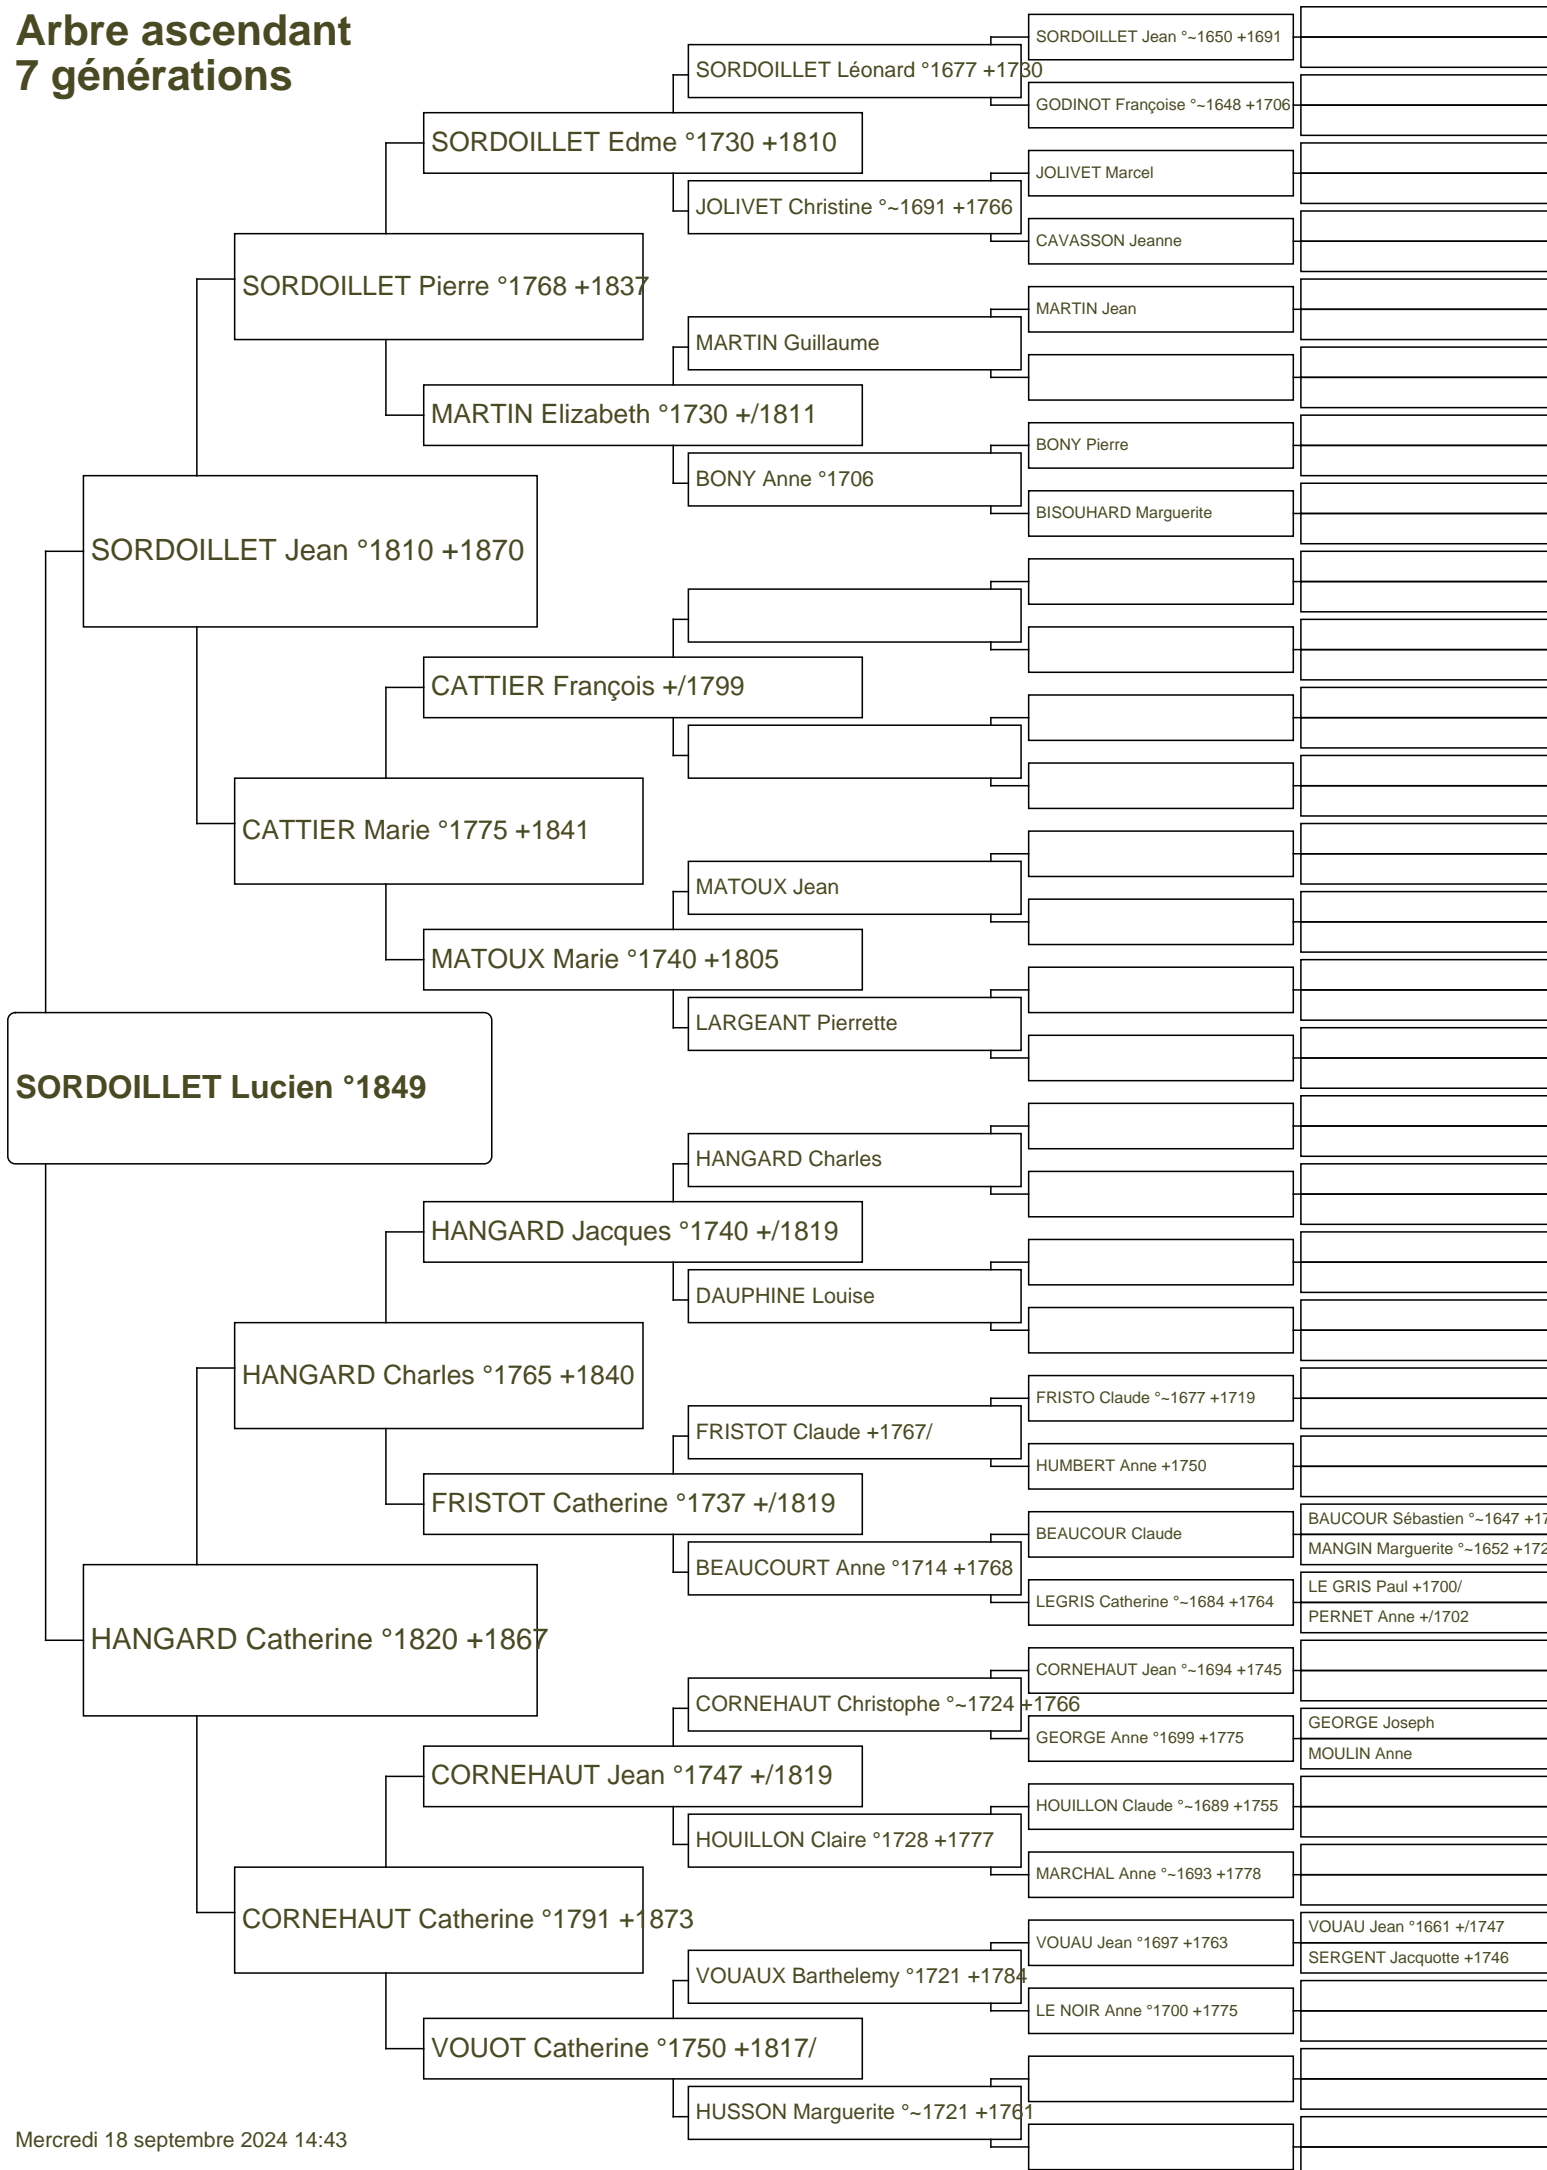 Arbre ascendant
7 générations
SORDOILLET Jean °~1650 +1691
SORDOILLET Léonard °1677 +1730
GODINOT Françoise °~1648 +1706
SORDOILLET Edme °1730 +1810
JOLIVET Marcel
JOLIVET Christine °~1691 +1766
CAVASSON Jeanne
SORDOILLET Pierre °1768 +1837
MARTIN Jean
MARTIN Guillaume
MARTIN Elizabeth °1730 +/1811
BONY Pierre
BONY Anne °1706
BISOUHARD Marguerite
SORDOILLET Jean °1810 +1870
CATTIER François +/1799
CATTIER Marie °1775 +1841
MATOUX Jean
MATOUX Marie °1740 +1805
LARGEANT Pierrette
SORDOILLET Lucien °1849
HANGARD Charles
HANGARD Jacques °1740 +/1819
DAUPHINE Louise
HANGARD Charles °1765 +1840
FRISTO Claude °~1677 +1719
FRISTOT Claude +1767/
HUMBERT Anne +1750
FRISTOT Catherine °1737 +/1819
BAUCOUR Sébastien °~1647 +17
BEAUCOUR Claude
MANGIN Marguerite °~1652 +172
BEAUCOURT Anne °1714 +1768
LE GRIS Paul +1700/
LEGRIS Catherine °~1684 +1764
PERNET Anne +/1702
HANGARD Catherine °1820 +1867
CORNEHAUT Jean °~1694 +1745
CORNEHAUT Christophe °~1724 +1766
GEORGE Joseph
GEORGE Anne °1699 +1775
MOULIN Anne
CORNEHAUT Jean °1747 +/1819
HOUILLON Claude °~1689 +1755
HOUILLON Claire °1728 +1777
MARCHAL Anne °~1693 +1778
CORNEHAUT Catherine °1791 +1873
VOUAU Jean °1661 +/1747
VOUAU Jean °1697 +1763
SERGENT Jacquotte +1746
VOUAUX Barthelemy °1721 +1784
LE NOIR Anne °1700 +1775
VOUOT Catherine °1750 +1817/
HUSSON Marguerite °~1721 +1761
Mercredi 18 septembre 2024 14:43